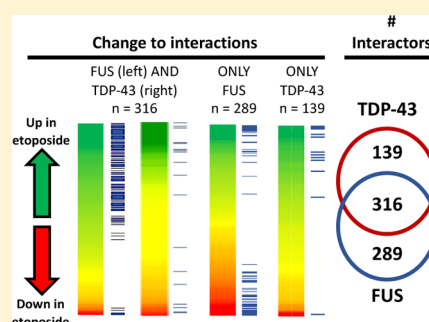 #
Change to interactions
Interactors
FUS (left) AND
TDP-43 (right)
n = 316
ONLY
FUS
n = 289
ONLY
TDP-43
n = 139
TDP-43
Up in
etoposide
139
316
289
FUS
Down in
etoposide